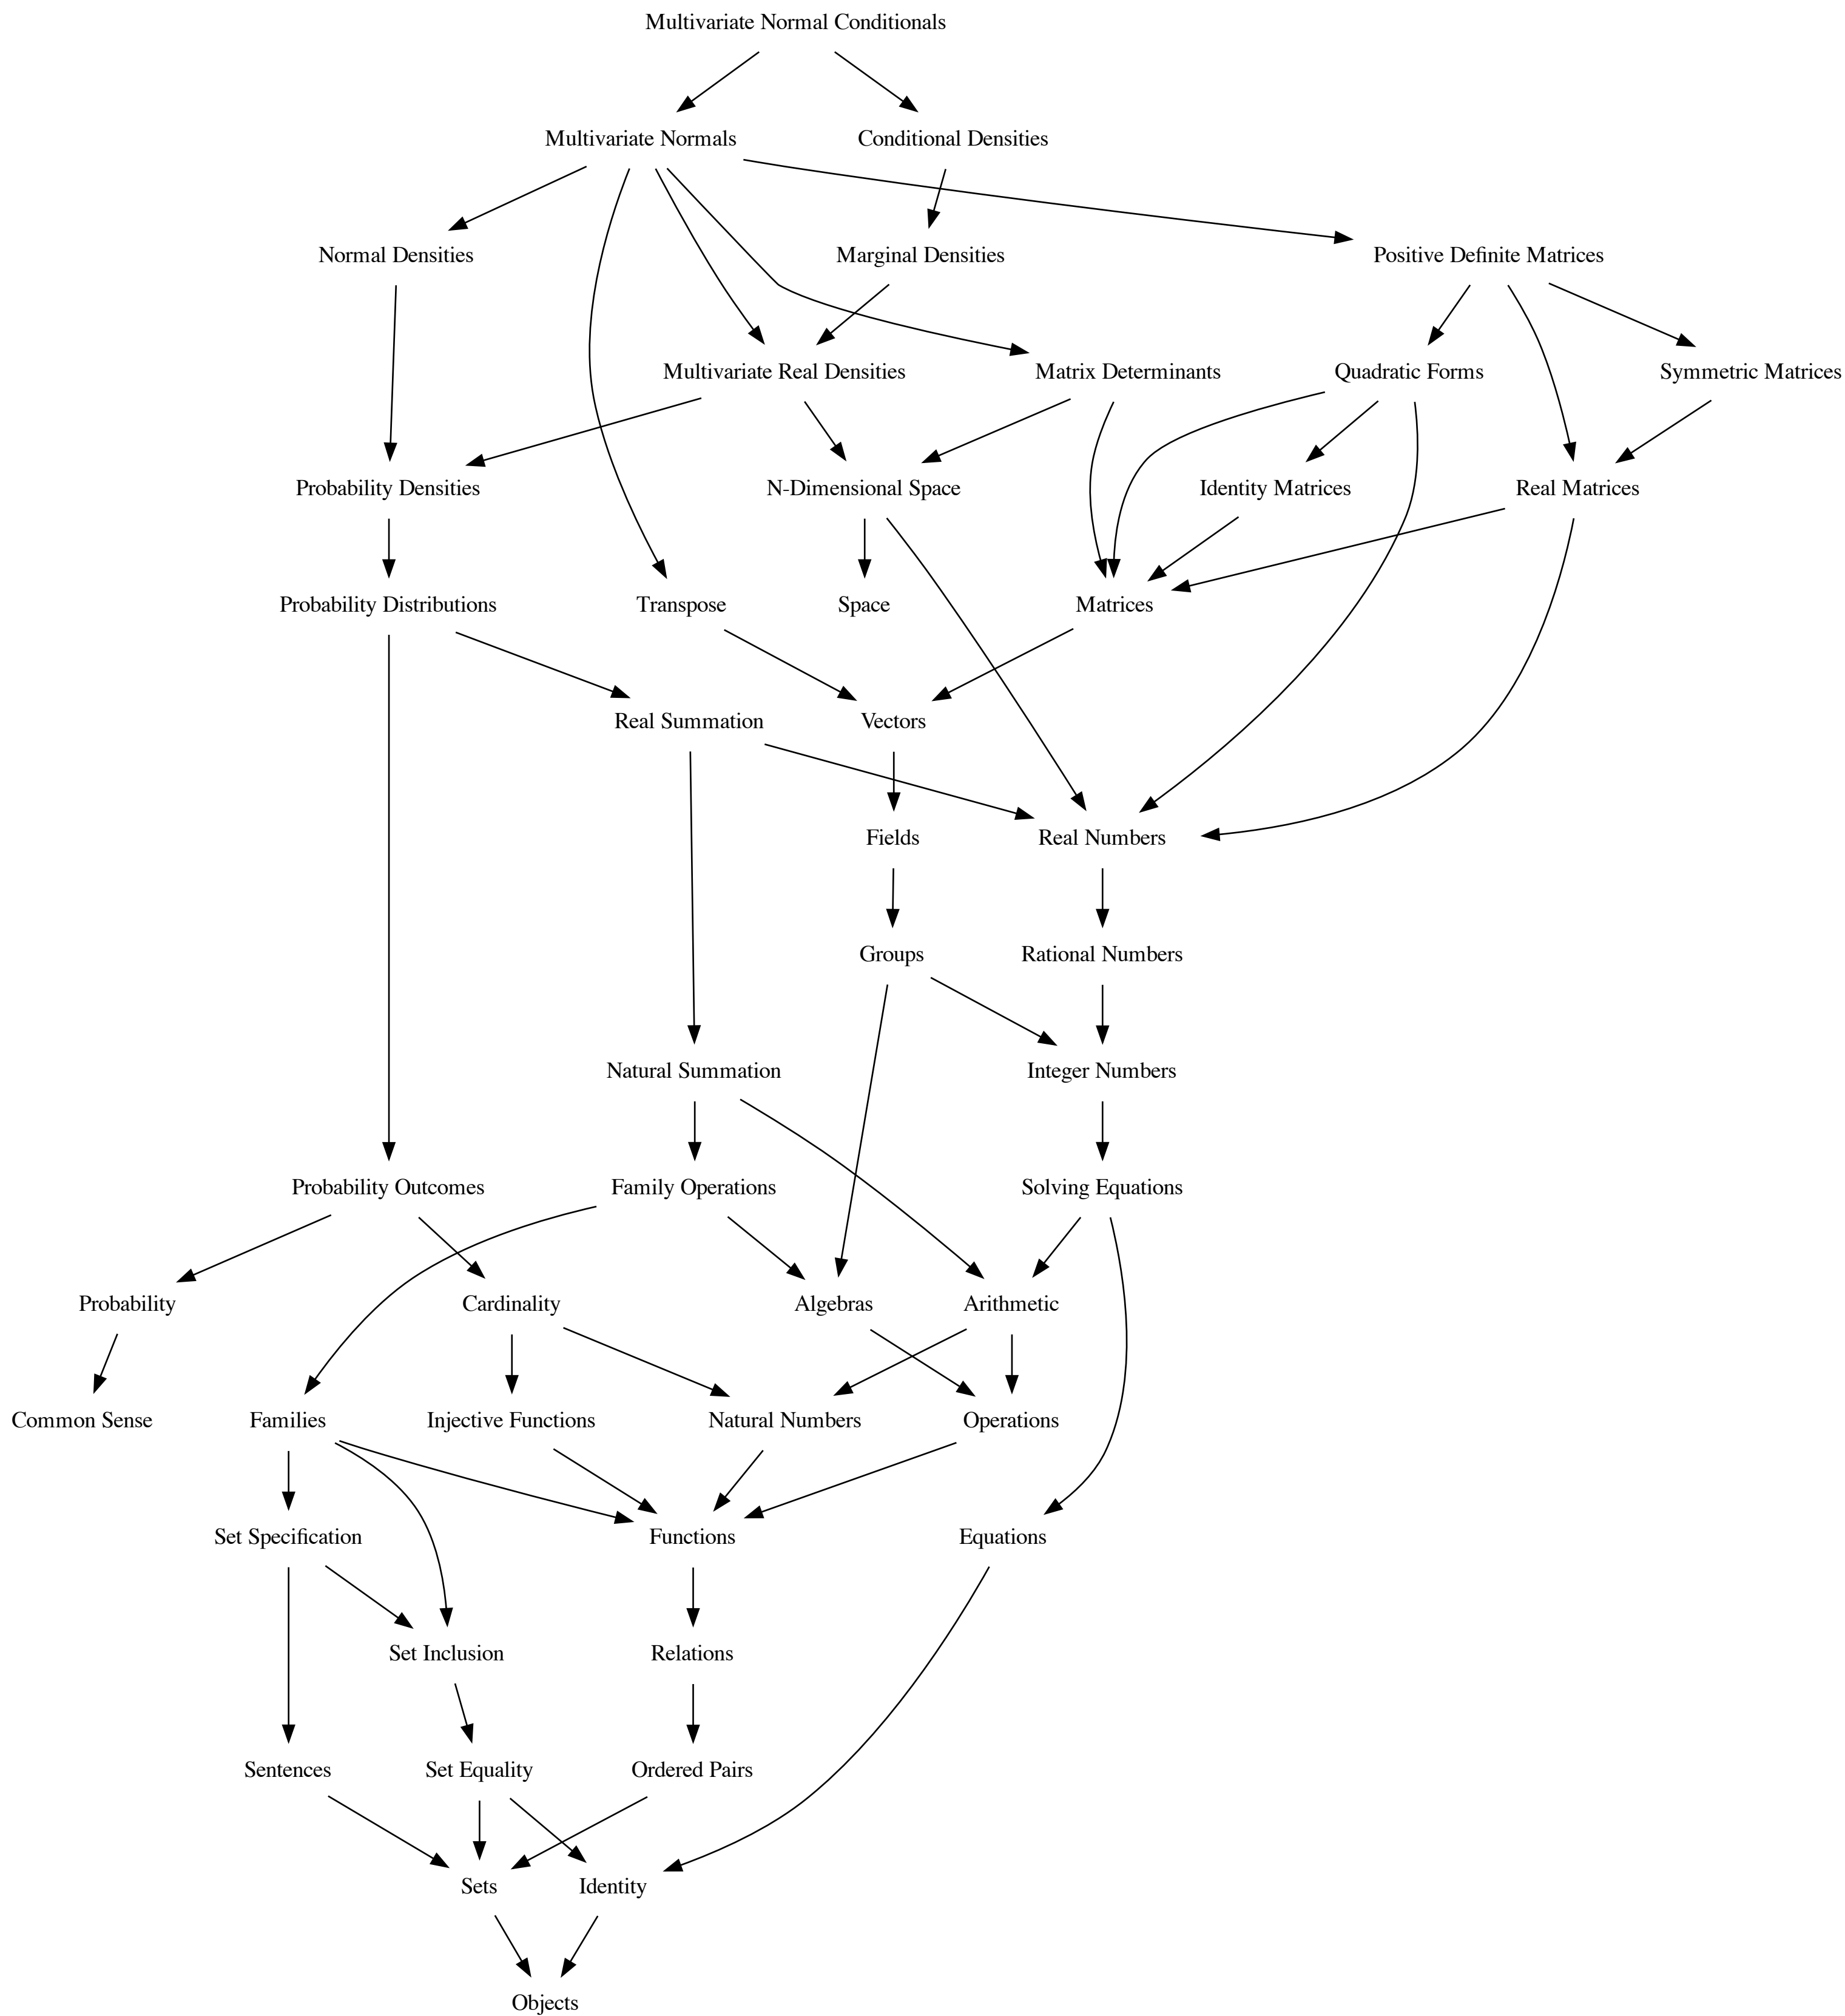 Multivariate Normal Conditionals
Multivariate Normals
Conditional Densities
Normal Densities
Marginal Densities
Positive Definite Matrices
Multivariate Real Densities
Matrix Determinants
Quadratic Forms
Symmetric Matrices
Probability Densities
N-Dimensional Space
Identity Matrices
Real Matrices
Probability Distributions
Transpose
Space
Matrices
Real Summation
Vectors
Fields
Real Numbers
Groups
Rational Numbers
Natural Summation
Integer Numbers
Probability Outcomes
Family Operations
Solving Equations
Probability
Cardinality
Algebras
Arithmetic
Common Sense
Families
Injective Functions
Natural Numbers
Operations
Set Specification
Functions
Equations
Set Inclusion
Relations
Sentences
Set Equality
Ordered Pairs
Sets
Identity
Objects